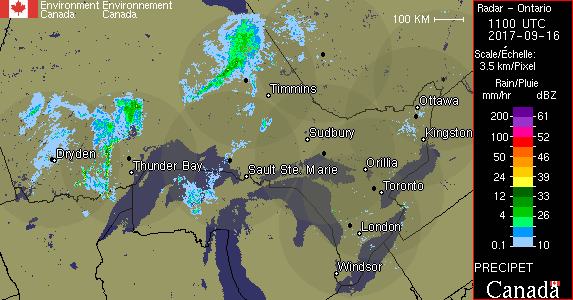 Environment Environnement
Canada Canada
100 KM
Timmins
Ottawa
Sudbury
Kingston
Dryden
Thunder Bay
Sault Ste. Marie
Orillia
Toronto
London
Windsor
Radar - Ontario
1100 UTC
2017-09-16
Scale/Échelle:
3.5 km/Pixel
Rain/Pluie
mm/hr dBZ
200 61
100 52
50 46
24 39
12 33
4 26
0.1 10
PRECIPET
Canada